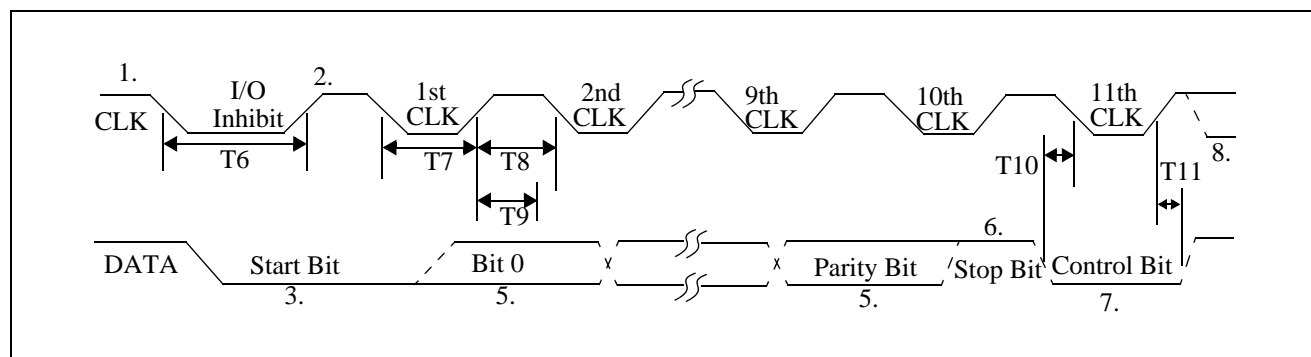 1.
I/O
Inhibit
2.
1st
CLK
2nd
CLK
9th
CLK
10th
CLK
11th
CLK
CLK
T6
T7
T8
T9
T10
T11
8.
DATA
Start Bit
3.
Bit 0
5.
Parity Bit
5.
6.
Stop Bit
Control Bit
7.